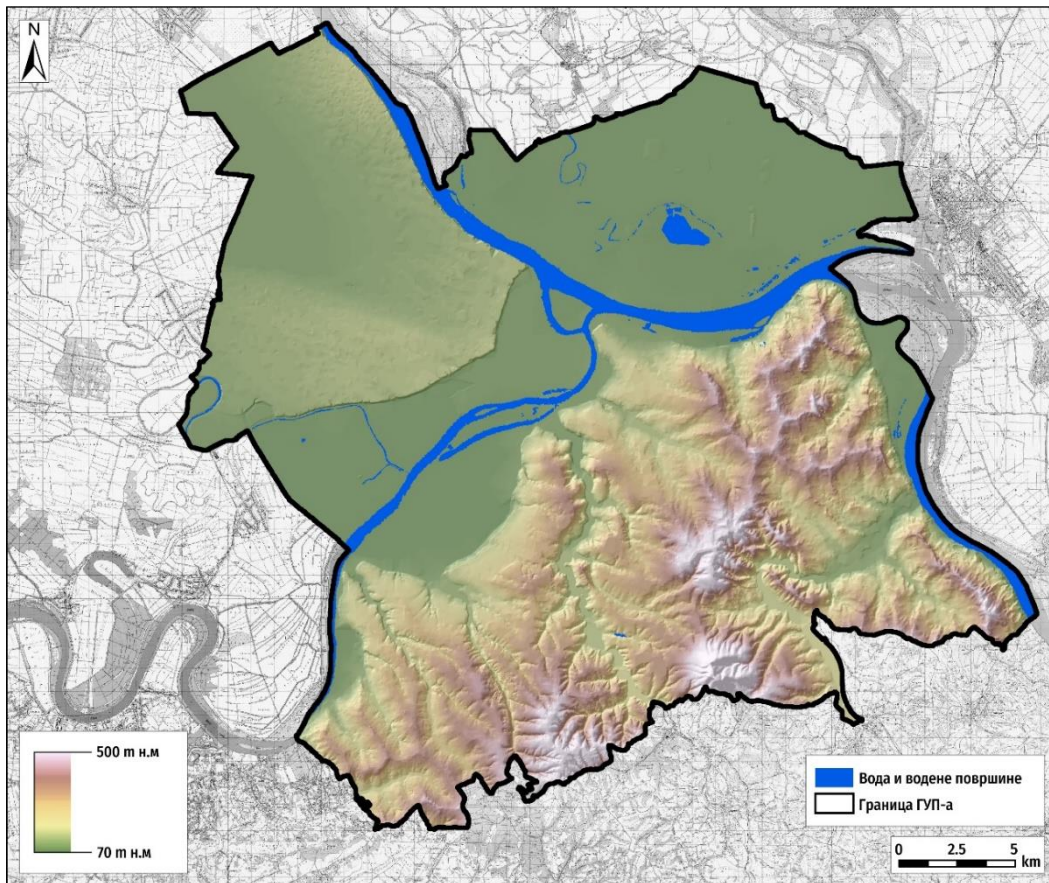 N
500 m н.м
70 m н.м
Вода и водене површине
Граница ГУП-а
0 2.5 5
km